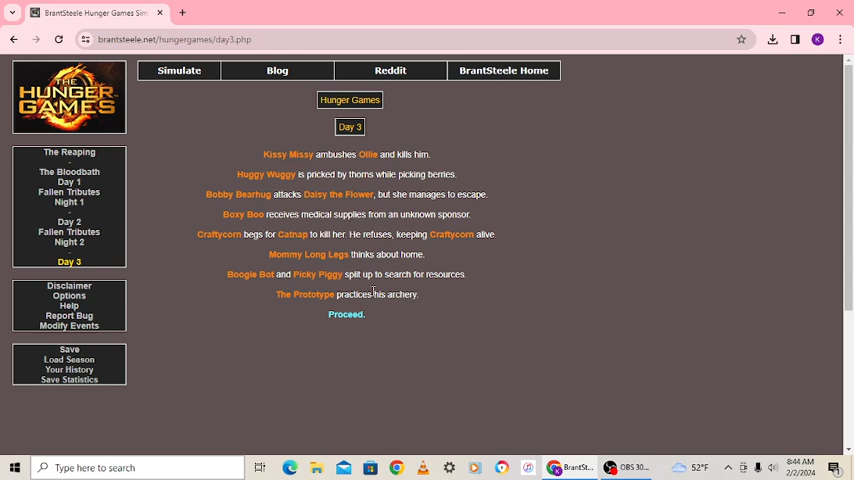 BrantSteele Hunger Games Sim
brantsteele.net/hungergames/day3.php
K
THE HUNGER GAMES
Simulate
Blog
Reddit
BrantSteele Home
Hunger Games
Day 3
The Reaping
-
The Bloodbath
Day 1
Fallen Tributes
Night 1
-
Day 2
Fallen Tributes
Night 2
-
Day 3
Disclaimer
Options
Help
Report Bug
Modify Events
Save
Load Season
Your History
Save Statistics
Kissy Missy ambushes Ollie and kills him.
Huggy Wuggy is pricked by thorns while picking berries.
Bobby Bearhug attacks Daisy the Flower, but she manages to escape.
Boxy Boo receives medical supplies from an unknown sponsor.
Craftycorn begs for Catnap to kill her. He refuses, keeping Craftycorn alive.
Mommy Long Legs thinks about home.
Boogie Bot and Picky Piggy split up to search for resources.
The Prototype practices his archery.
Proceed.
Type here to search
BrantSt...
OBS 30...
52°F
8:44 AM
2/2/2024